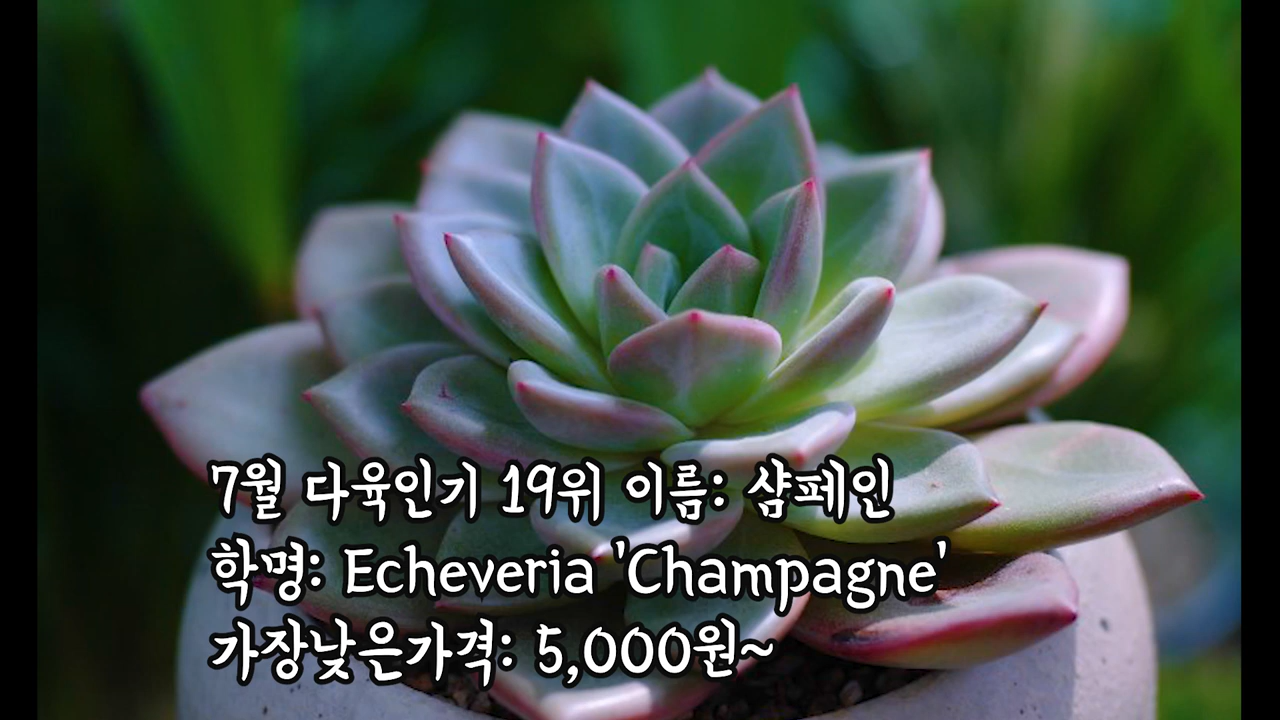 7월 다육인기 19위 이름: 샴페인
학명: Echeveria 'Champagne'
가장낮은가격: 5,000원~